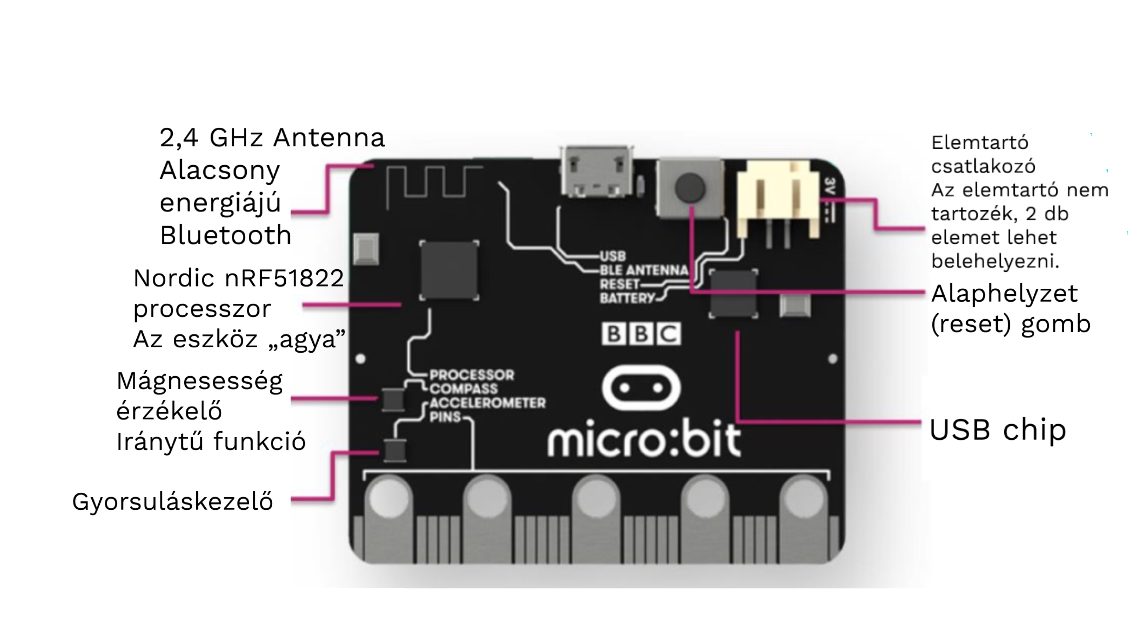 2,4 GHz Antenna
Alacsony
energiájú
Bluetooth
Nordic nRF51822
processzor
Az eszköz „agya”
Mágnesesség
érzékelő
Iránytű funkció
Gyorsuláskezelő
3V
USB
BLE ANTENNA
RESET
BATTERY
BBC
PROCESSOR
COMPASS
ACCELEROMETER
PINS
micro:bit
Elemtartó
csatlakozó
Az elemtartó nem
tartozék, 2 db
elemet lehet
belehelyezni.
Alaphelyzet
(reset) gomb
USB chip